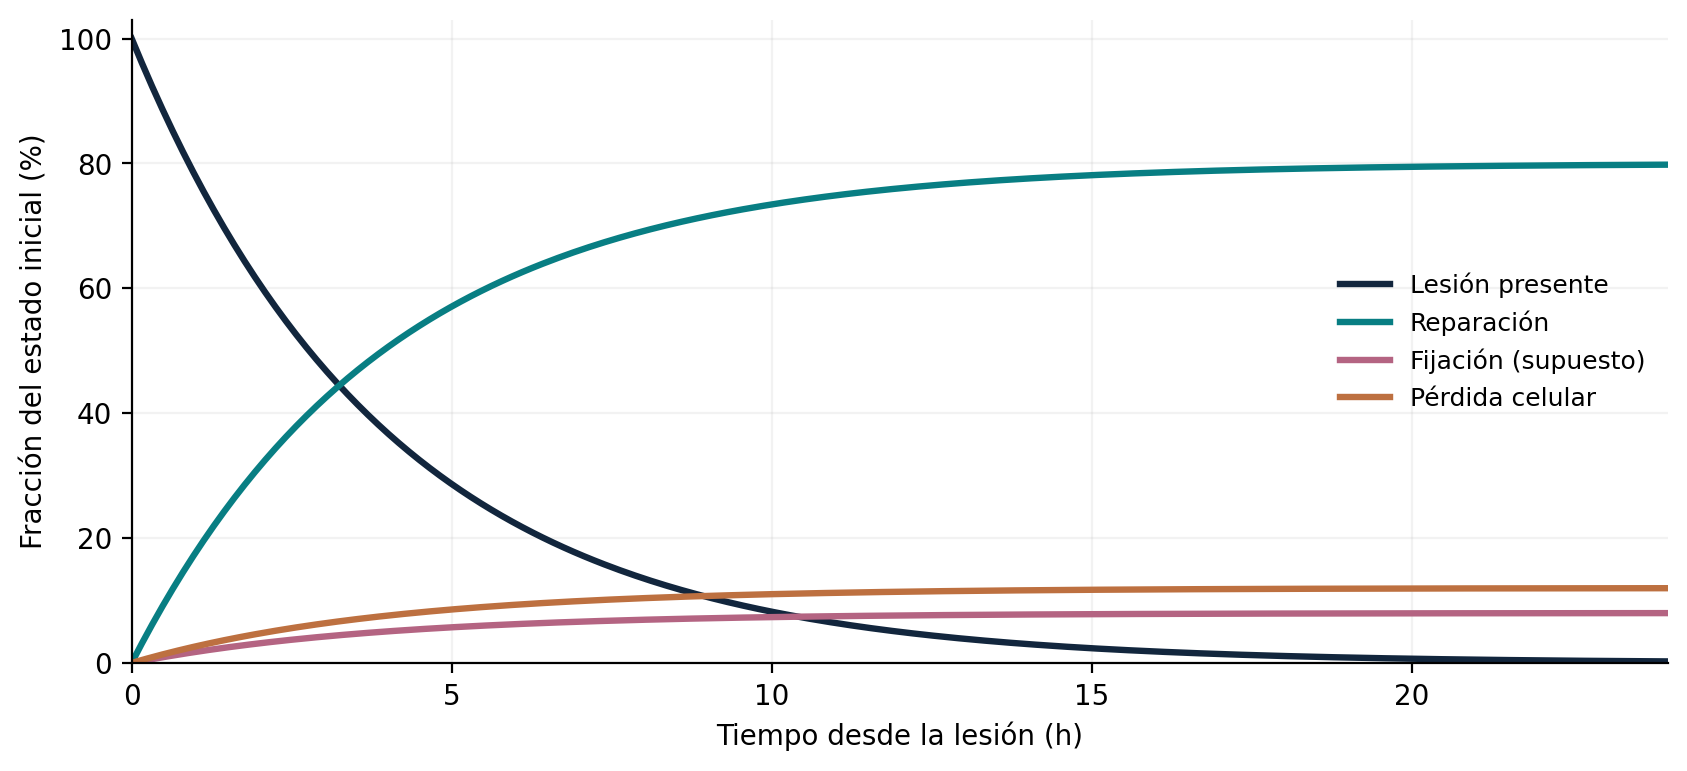 Fracción del estado inicial (%)
100
80
60
40
20
0
Lesión presente
Reparación
Fijación (supuesto)
Pérdida celular
0 5 10 15 20
Tiempo desde la lesión (h)